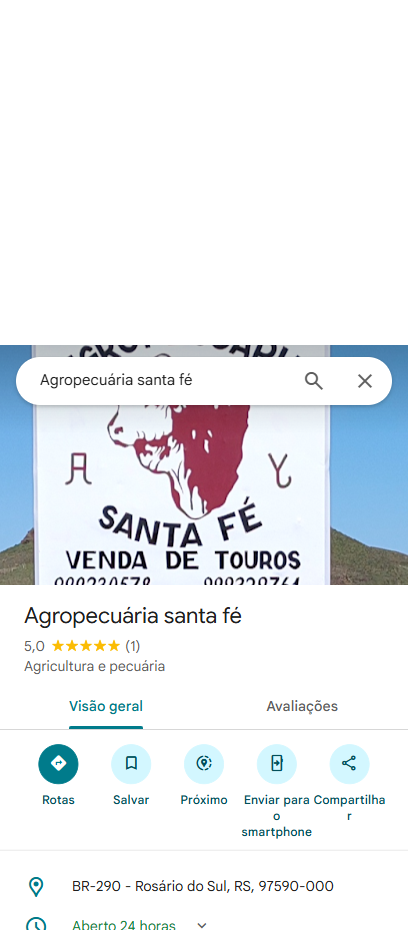 Agropecuária santa fé
SANTA FÉ
VENDA DE TOUROS
Agropecuária santa fé
5,0 (1)
Agricultura e pecuária
Visão geral
Avaliações
Rotas
Salvar
Próximo
Enviar para o smartphone
Compartilhar
BR-290 - Rosário do Sul, RS, 97590-000
Aberto 24 horas